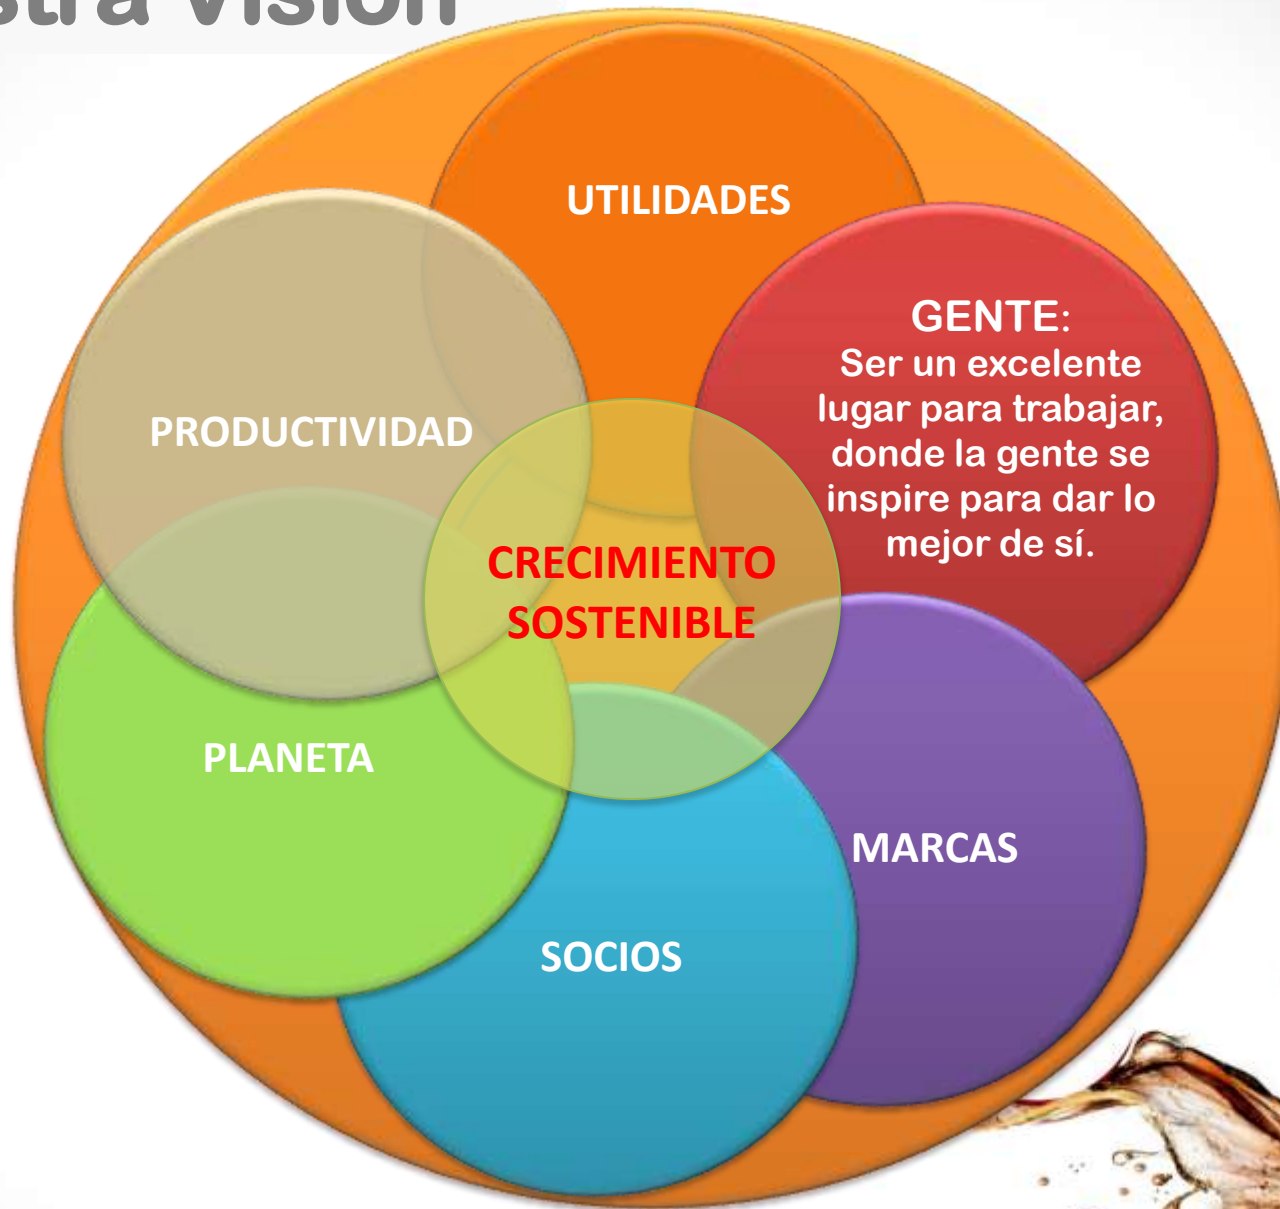 Visión
UTILIDADES
GENTE:
Ser un excelente
lugar para trabajar,
donde la gente se
inspire para dar lo
mejor de sí.
PRODUCTIVIDAD
CRECIMIENTO
SOSTENIBLE
PLANETA
MARCAS
SOCIOS